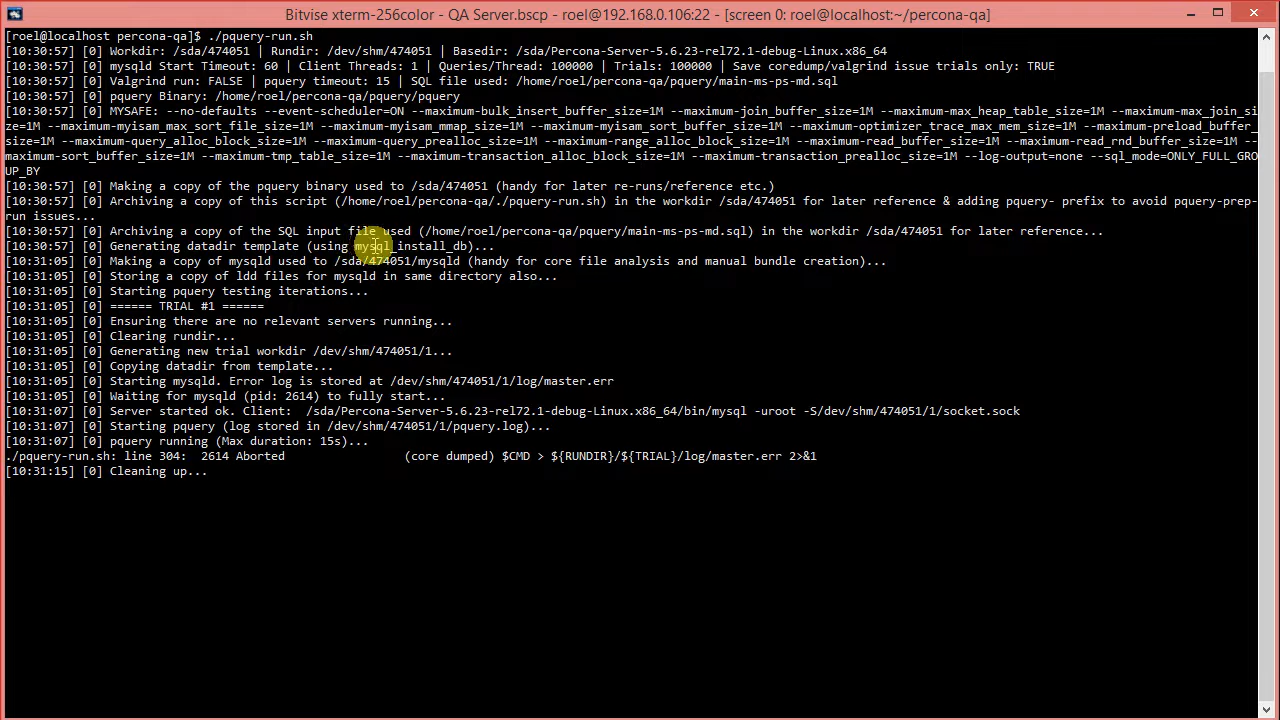 Bitvise xterm-256color - QA Server.bscp - roel@192.168.0.106:22 - [screen 0: roel@localhost:~/percona-qa]
[roel@localhost percona-qa]$ ./pquery-run.sh
[10:30:57] [0] Workdir: /sda/474051 | Rundir: /dev/shm/474051 | Basedir: /sda/Percona-Server-5.6.23-rel72.1-debug-Linux.x86_64
[10:30:57] [0] mysqld Start Timeout: 60 | Client Threads: 1 | Queries/Thread: 100000 | Trials: 100000 | Save coredump/valgrind issue trials only: TRUE
[10:30:57] [0] Valgrind run: FALSE | pquery timeout: 15 | SQL file used: /home/roel/percona-qa/pquery/main-ms-ps-md.sql
[10:30:57] [0] pquery Binary: /home/roel/percona-qa/pquery/pquery
[10:30:57] [0] MYSAFE: --no-defaults --event-scheduler=ON --maximum-bulk_insert_buffer_size=1M --maximum-join_buffer_size=1M --maximum-max_heap_table_size=1M --maximum-max_join_si
ze=1M --maximum-myisam_max_sort_file_size=1M --maximum-myisam_mmap_size=1M --maximum-myisam_sort_buffer_size=1M --maximum-optimizer_trace_max_mem_size=1M --maximum-preload_buffer_
size=1M --maximum-query_alloc_block_size=1M --maximum-query_prealloc_size=1M --maximum-range_alloc_block_size=1M --maximum-read_buffer_size=1M --maximum-read_rnd_buffer_size=1M --
maximum-sort_buffer_size=1M --maximum-tmp_table_size=1M --maximum-transaction_alloc_block_size=1M --maximum-transaction_prealloc_size=1M --log-output=none --sql_mode=ONLY_FULL_GRO
UP_BY
[10:30:57] [0] Making a copy of the pquery binary used to /sda/474051 (handy for later re-runs/reference etc.)
[10:30:57] [0] Archiving a copy of this script (/home/roel/percona-qa/./pquery-run.sh) in the workdir /sda/474051 for later reference & adding pquery- prefix to avoid pquery-prep-
run issues...
[10:30:57] [0] Archiving a copy of the SQL input file used (/home/roel/percona-qa/pquery/main-ms-ps-md.sql) in the workdir /sda/474051 for later reference...
[10:30:57] [0] Generating datadir template (using mysql_install_db)...
[10:31:05] [0] Making a copy of mysqld used to /sda/474051/mysqld (handy for core file analysis and manual bundle creation)...
[10:31:05] [0] Storing a copy of ldd files for mysqld in same directory also...
[10:31:05] [0] Starting pquery testing iterations...
[10:31:05] [0] ====== TRIAL #1 ======
[10:31:05] [0] Ensuring there are no relevant servers running...
[10:31:05] [0] Clearing rundir...
[10:31:05] [0] Generating new trial workdir /dev/shm/474051/1...
[10:31:05] [0] Copying datadir from template...
[10:31:05] [0] Starting mysqld. Error log is stored at /dev/shm/474051/1/log/master.err
[10:31:05] [0] Waiting for mysqld (pid: 2614) to fully start...
[10:31:07] [0] Server started ok. Client:  /sda/Percona-Server-5.6.23-rel72.1-debug-Linux.x86_64/bin/mysql -uroot -S/dev/shm/474051/1/socket.sock
[10:31:07] [0] Starting pquery (log stored in /dev/shm/474051/1/pquery.log)...
[10:31:07] [0] pquery running (Max duration: 15s)...
./pquery-run.sh: line 304:  2614 Aborted                 (core dumped) $CMD > ${RUNDIR}/${TRIAL}/log/master.err 2>&1
[10:31:15] [0] Cleaning up...